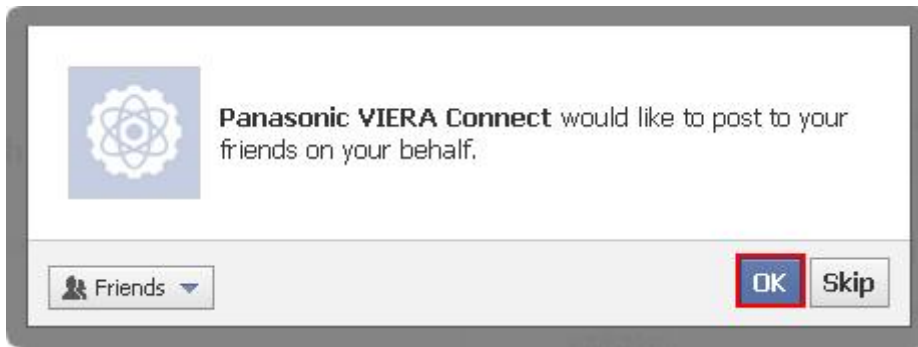 Panasonic VIERA Connect would like to post to your
friends on your behalf.
Friends
OK
Skip